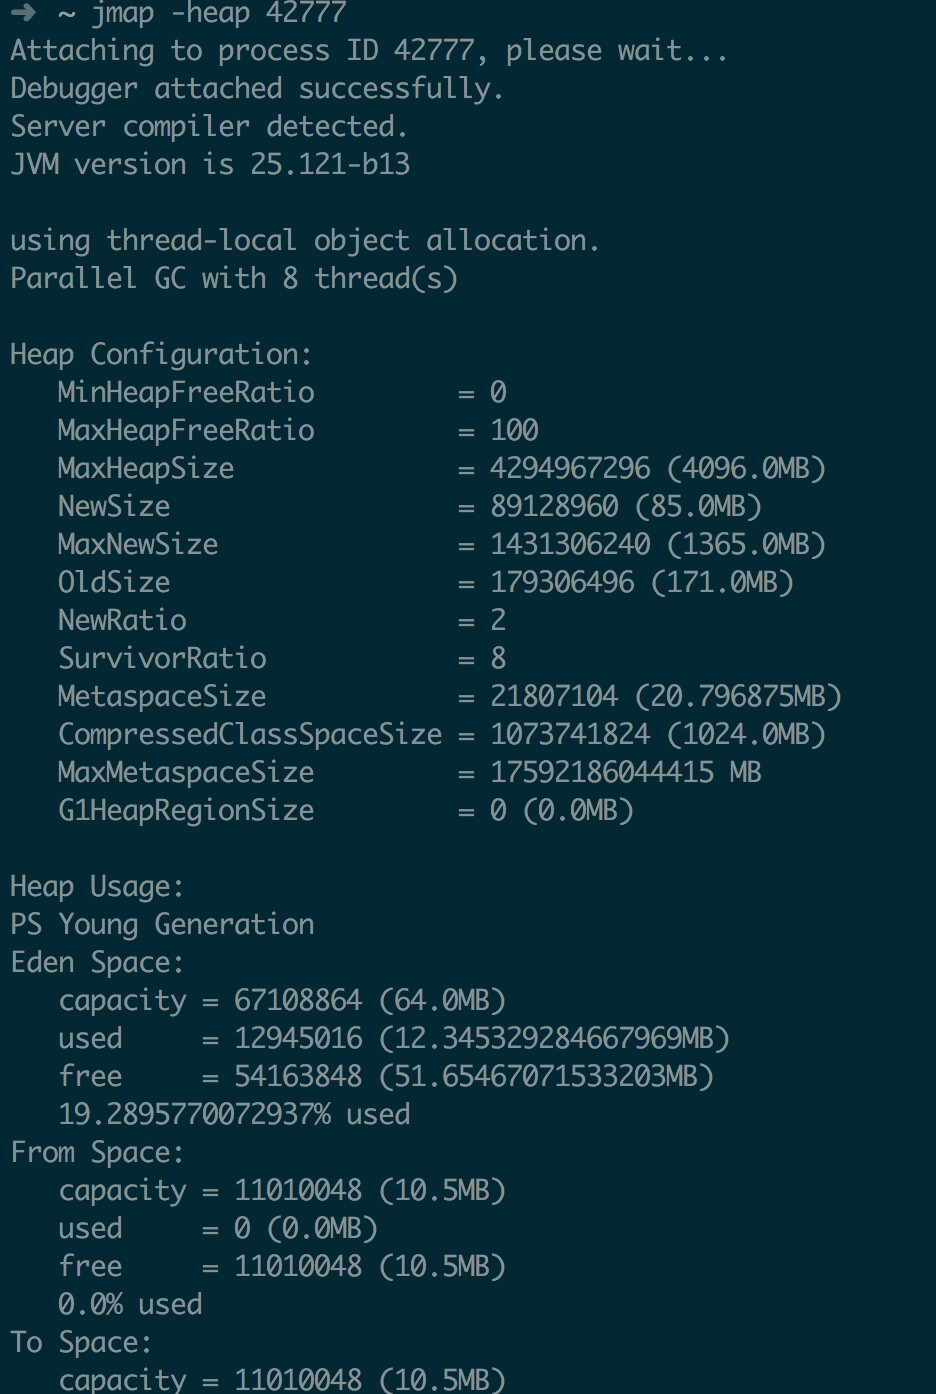 ➜ ~ jmap -heap 42777
Attaching to process ID 42777, please wait...
Debugger attached successfully.
Server compiler detected.
JVM version is 25.121-b13
using thread-local object allocation.
Parallel GC with 8 thread(s)
Heap Configuration:
MinHeapFreeRatio = 0
MaxHeapFreeRatio = 100
MaxHeapSize = 4294967296 (4096.0MB)
NewSize = 89128960 (85.0MB)
MaxNewSize = 1431306240 (1365.0MB)
OldSize = 179306496 (171.0MB)
NewRatio = 2
SurvivorRatio = 8
MetaspaceSize = 21807104 (20.796875MB)
CompressedClassSpaceSize = 1073741824 (1024.0MB)
MaxMetaspaceSize = 17592186044415 MB
G1HeapRegionSize = 0 (0.0MB)
Heap Usage:
PS Young Generation
Eden Space:
capacity = 67108864 (64.0MB)
used = 12945016 (12.345329284667969MB)
free = 54163848 (51.65467071533203MB)
19.2895770072937% used
From Space:
capacity = 11010048 (10.5MB)
used = 0 (0.0MB)
free = 11010048 (10.5MB)
0.0% used
To Space:
capacity = 11010048 (10.5MB)